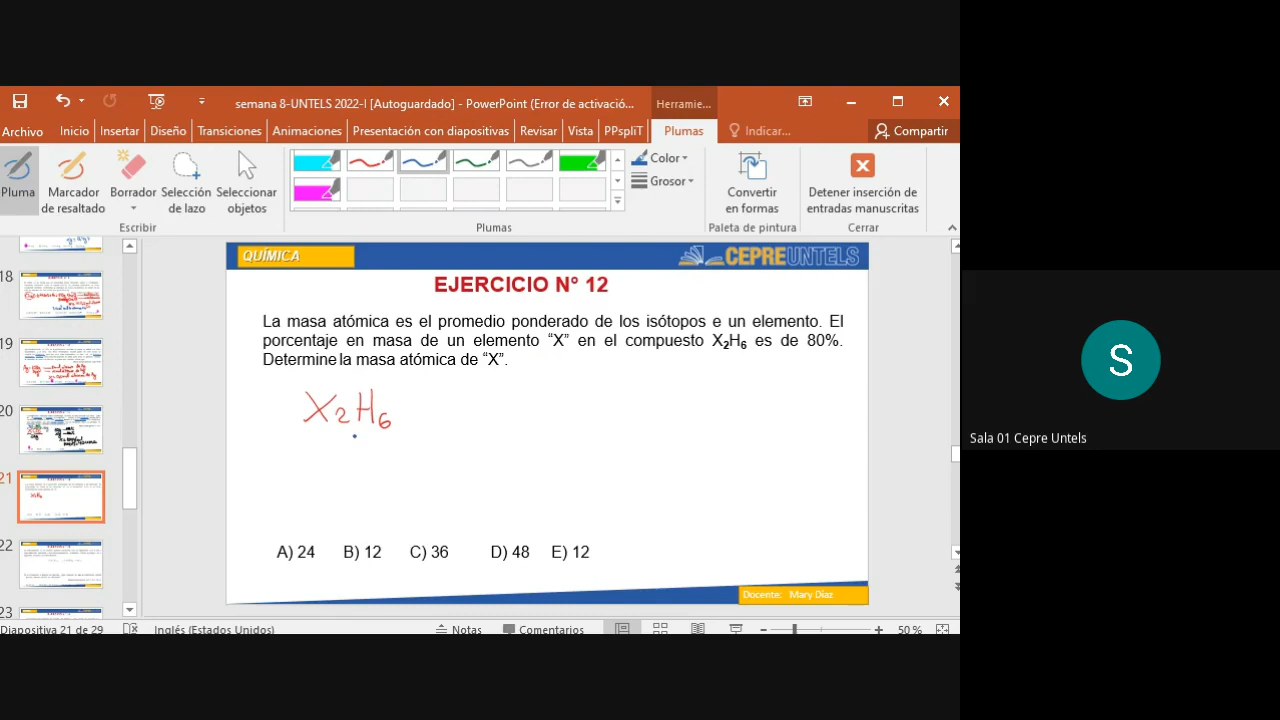 semana 8-UNTELS 2022-I [Autoguardado] - PowerPoint (Error de activació... Herramie...
Archivo Inicio Insertar Diseño Transiciones Animaciones Presentación con diapositivas Revisar Vista PPspliT Plumas Indicar... Compartir
Pluma Marcador de resaltado Borrador Selección de lazo Seleccionar objetos Color Grosor Convertir en formas Detener inserción de entradas manuscritas
Escribir Plumas Paleta de pintura Cerrar
QUÍMICA CEPREUNTELS
EJERCICIO N° 12
La masa atómica es el promedio ponderado de los isótopos e un elemento. El
porcentaje en masa de un elemento “X” en el compuesto X₂H₆ es de 80%.
Determine la masa atómica de “X”.
X₂H₆
A) 24 B) 12 C) 36 D) 48 E) 12
Docente: Mary Díaz
18
19
20
21
22
23
Diapositiva 21 de 29 Inglés (Estados Unidos) Notas Comentarios 50 %
S
Sala 01 Cepre Untels